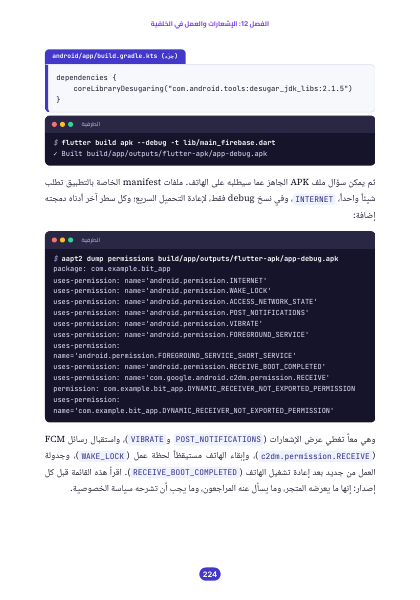 الفصل 12: الإشعارات والعمل في الخلفية
android/app/build.gradle.kts (جزء)
dependencies {
    coreLibraryDesugaring("com.android.tools:desugar_jdk_libs:2.1.5")
}
الطرفية
$ flutter build apk --debug -t lib/main_firebase.dart
✓ Built build/app/outputs/flutter-apk/app-debug.apk
ثم يمكن سؤال ملف APK الجاهز عما سيطلبه على الهاتف. ملفات manifest الخاصة بالتطبيق تطلب
شيئاً واحداً، INTERNET، وفي نسخ debug فقط، لإعادة التحميل السريع؛ وكل سطر آخر أدناه دمجته
إضافة:
الطرفية
$ aapt2 dump permissions build/app/outputs/flutter-apk/app-debug.apk
package: com.example.bit_app
uses-permission: name='android.permission.INTERNET'
uses-permission: name='android.permission.WAKE_LOCK'
uses-permission: name='android.permission.ACCESS_NETWORK_STATE'
uses-permission: name='android.permission.POST_NOTIFICATIONS'
uses-permission: name='android.permission.VIBRATE'
uses-permission: name='android.permission.FOREGROUND_SERVICE'
uses-permission:
name='android.permission.FOREGROUND_SERVICE_SHORT_SERVICE'
uses-permission: name='android.permission.RECEIVE_BOOT_COMPLETED'
uses-permission: name='com.google.android.c2dm.permission.RECEIVE'
permission: com.example.bit_app.DYNAMIC_RECEIVER_NOT_EXPORTED_PERMISSION
uses-permission:
name='com.example.bit_app.DYNAMIC_RECEIVER_NOT_EXPORTED_PERMISSION'
وهي معاً تغطي عرض الإشعارات (POST_NOTIFICATIONS و VIBRATE)، واستقبال رسائل FCM
(c2dm.permission.RECEIVE)، وإبقاء الهاتف مستيقظاً لحظة عمل (WAKE_LOCK)، وجدولة
العمل من جديد بعد إعادة تشغيل الهاتف (RECEIVE_BOOT_COMPLETED). اقرأ هذه القائمة قبل كل
إصدار: إنها ما يعرضه المتجر، وما يسأل عنه المراجعون، وما يجب أن تشرحه سياسة الخصوصية.
224